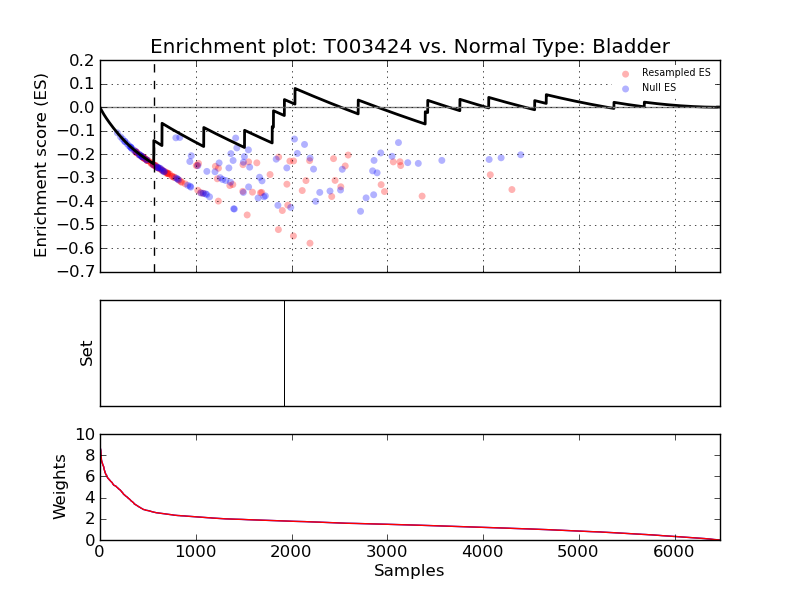 Enrichment plot: T003424 vs. Normal Type: Bladder
Enrichment score (ES)
0.2
0.1
0.0
−0.1
−0.2
−0.3
−0.4
−0.5
−0.6
−0.7
Resampled ES
Null ES
Set
Weights
10
8
6
4
2
0
0 1000 2000 3000 4000 5000 6000
Samples